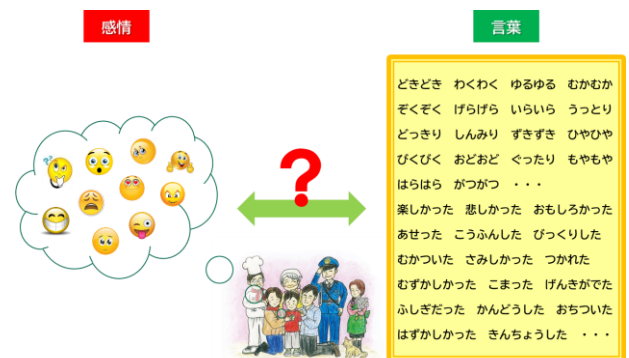 感情
言葉
?
どきどき わくわく ゆるゆる むかむか
ぞくぞく げらげら いらいら うっとり
どっきり しんみり ずきずき ひやひや
びくびく おどおど ぐったり もやもや
はらはら がつがつ ・・・
楽しかった 悲しかった おもしろかった
あせった こうふんした びっくりした
むかついた さみしかった つかれた
むずかしかった こまった げんきがでた
ふしぎだった かんどうした おちついた
はずかしかった きんちょうした ・・・